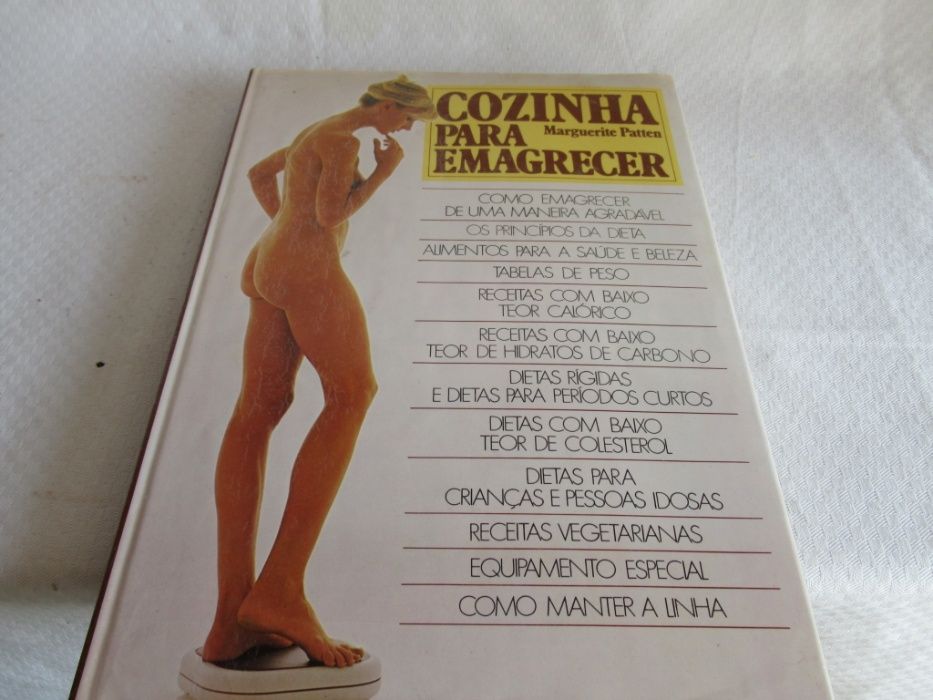 COZINHA
PARA Marguerite Patten
EMAGRECER
COMO EMAGRECER
DE UMA MANEIRA AGRADÁVEL
OS PRINCÍPIOS DA DIETA
ALIMENTOS PARA A SAÚDE E BELEZA
TABELAS DE PESO
RECEITAS COM BAIXO
TEOR CALÓRICO
RECEITAS COM BAIXO
TEOR DE HIDRATOS DE CARBONO
DIETAS RÍGIDAS
E DIETAS PARA PERÍODOS CURTOS
DIETAS COM BAIXO
TEOR DE COLESTEROL
DIETAS PARA
CRIANÇAS E PESSOAS IDOSAS
RECEITAS VEGETARIANAS
EQUIPAMENTO ESPECIAL
COMO MANTER A LINHA